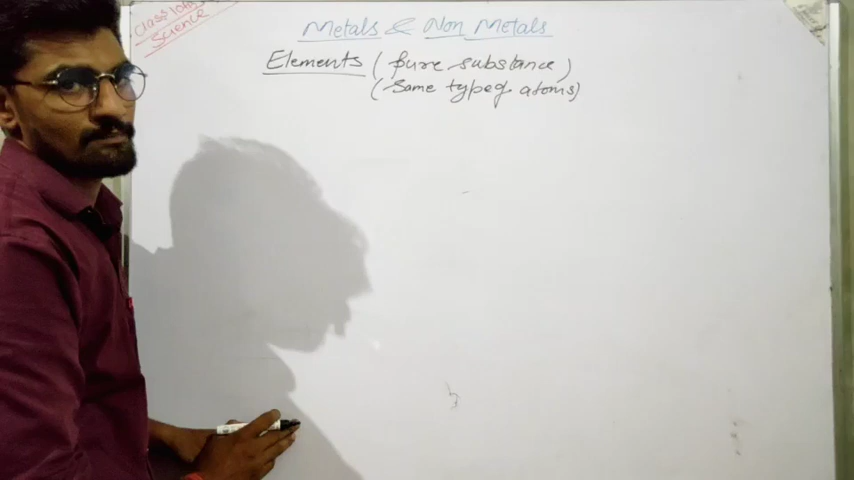 Class 10th
Science
Metals & Non Metals
Elements (pure substance)
(same type of atoms)